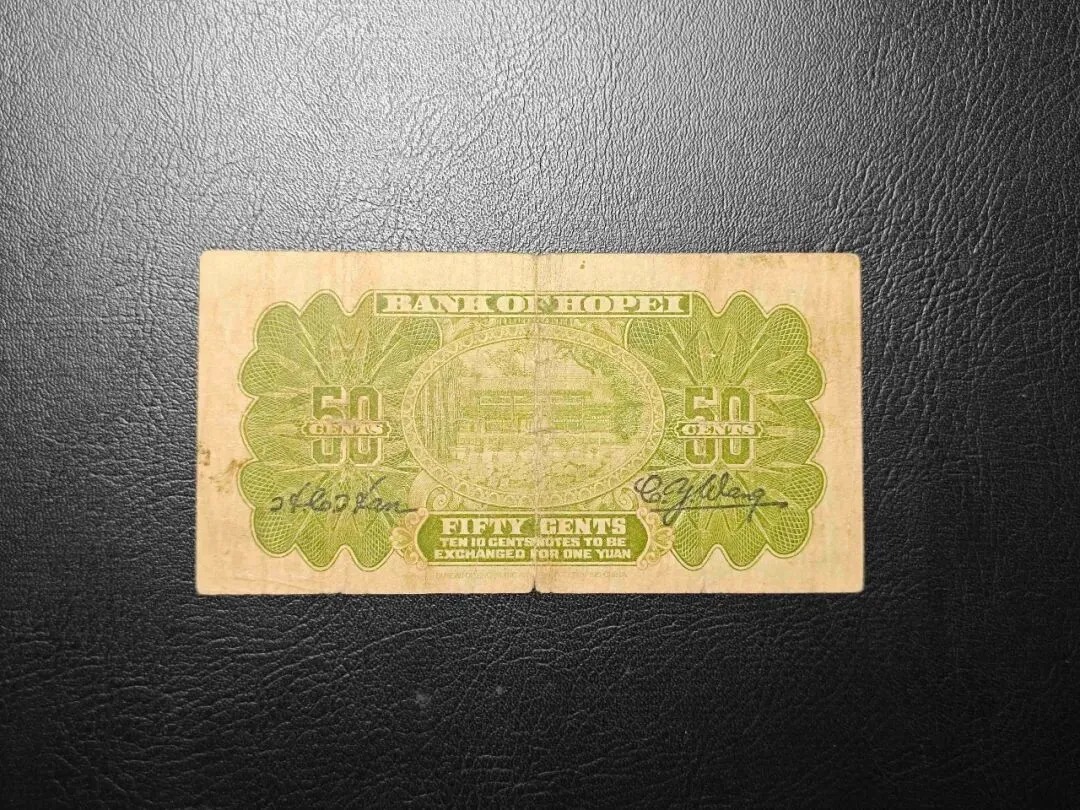 BANK OF HOPEI
50 CENTS
50 CENTS
C Y Wang
FIFTY CENTS
TEN 10 CENTS NOTES TO BE
EXCHANGED FOR ONE YUAN